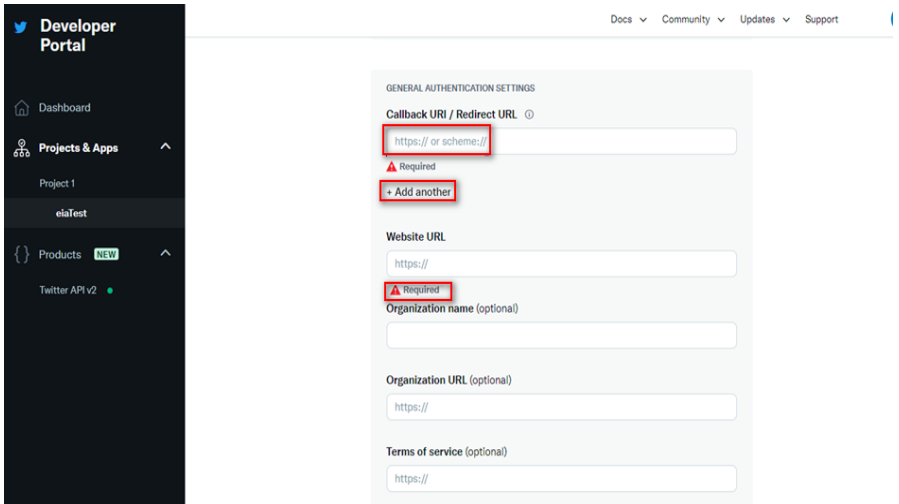 Developer
Portal
Docs Community Updates Support
Dashboard
Projects & Apps
Project 1
eiaTest
Products NEW
Twitter API v2
GENERAL AUTHENTICATION SETTINGS
Callback URI / Redirect URL
https:// or scheme://
Required
+ Add another
Website URL
https://
Required
Organization name (optional)
Organization URL (optional)
https://
Terms of service (optional)
https://